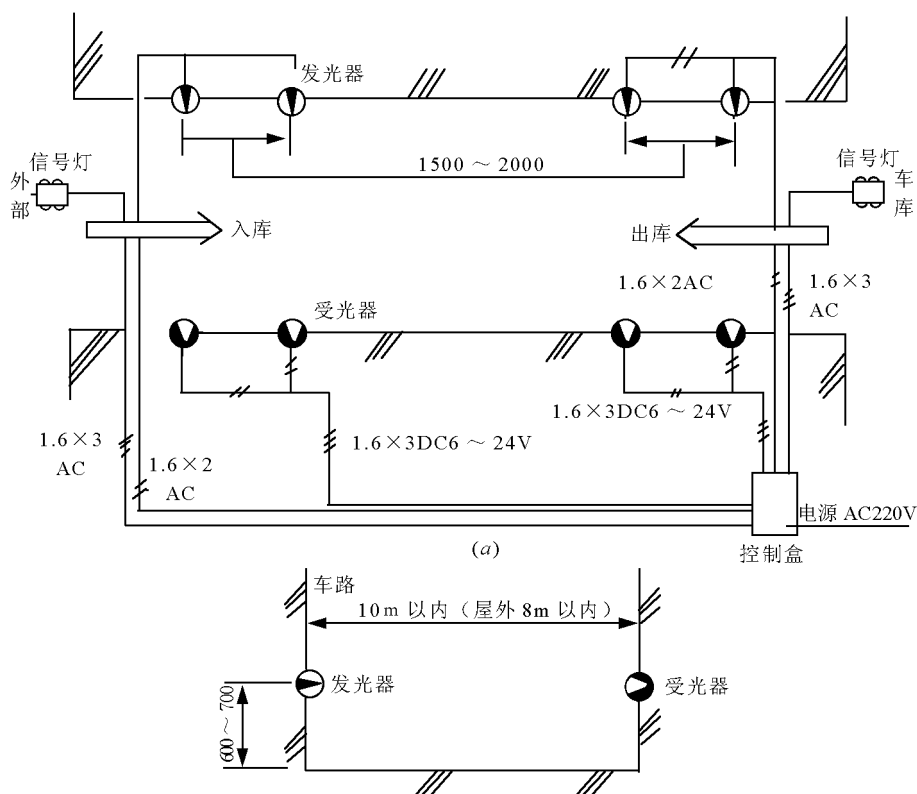 发光器
1500～2000
信号灯
外部
信号灯
车库
入库
出库
1.6×2AC
1.6×3
AC
受光器
1.6×3DC6～24V
1.6×3
AC
1.6×3DC6～24V
1.6×2
AC
电源 AC220V
(a)
控制盒
车路
10m 以内（屋外 8m 以内）
发光器
受光器
600～700